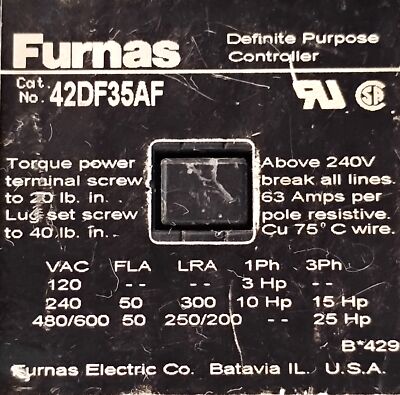 Furnas Definite Purpose Controller
Cat. No. 42DF35AF
Torque power
terminal screw
to 20 lb. in.
Lug set screw
to 40 lb. in.
Above 240V
break all lines.
63 Amps per
pole resistive.
Cu 75°C wire.
VAC FLA LRA 1Ph 3Ph
120 -- -- 3 Hp
240 50 300 10 Hp 15 Hp
480/600 50 250/200 -- 25 Hp
B*429
Furnas Electric Co. Batavia IL. U.S.A.